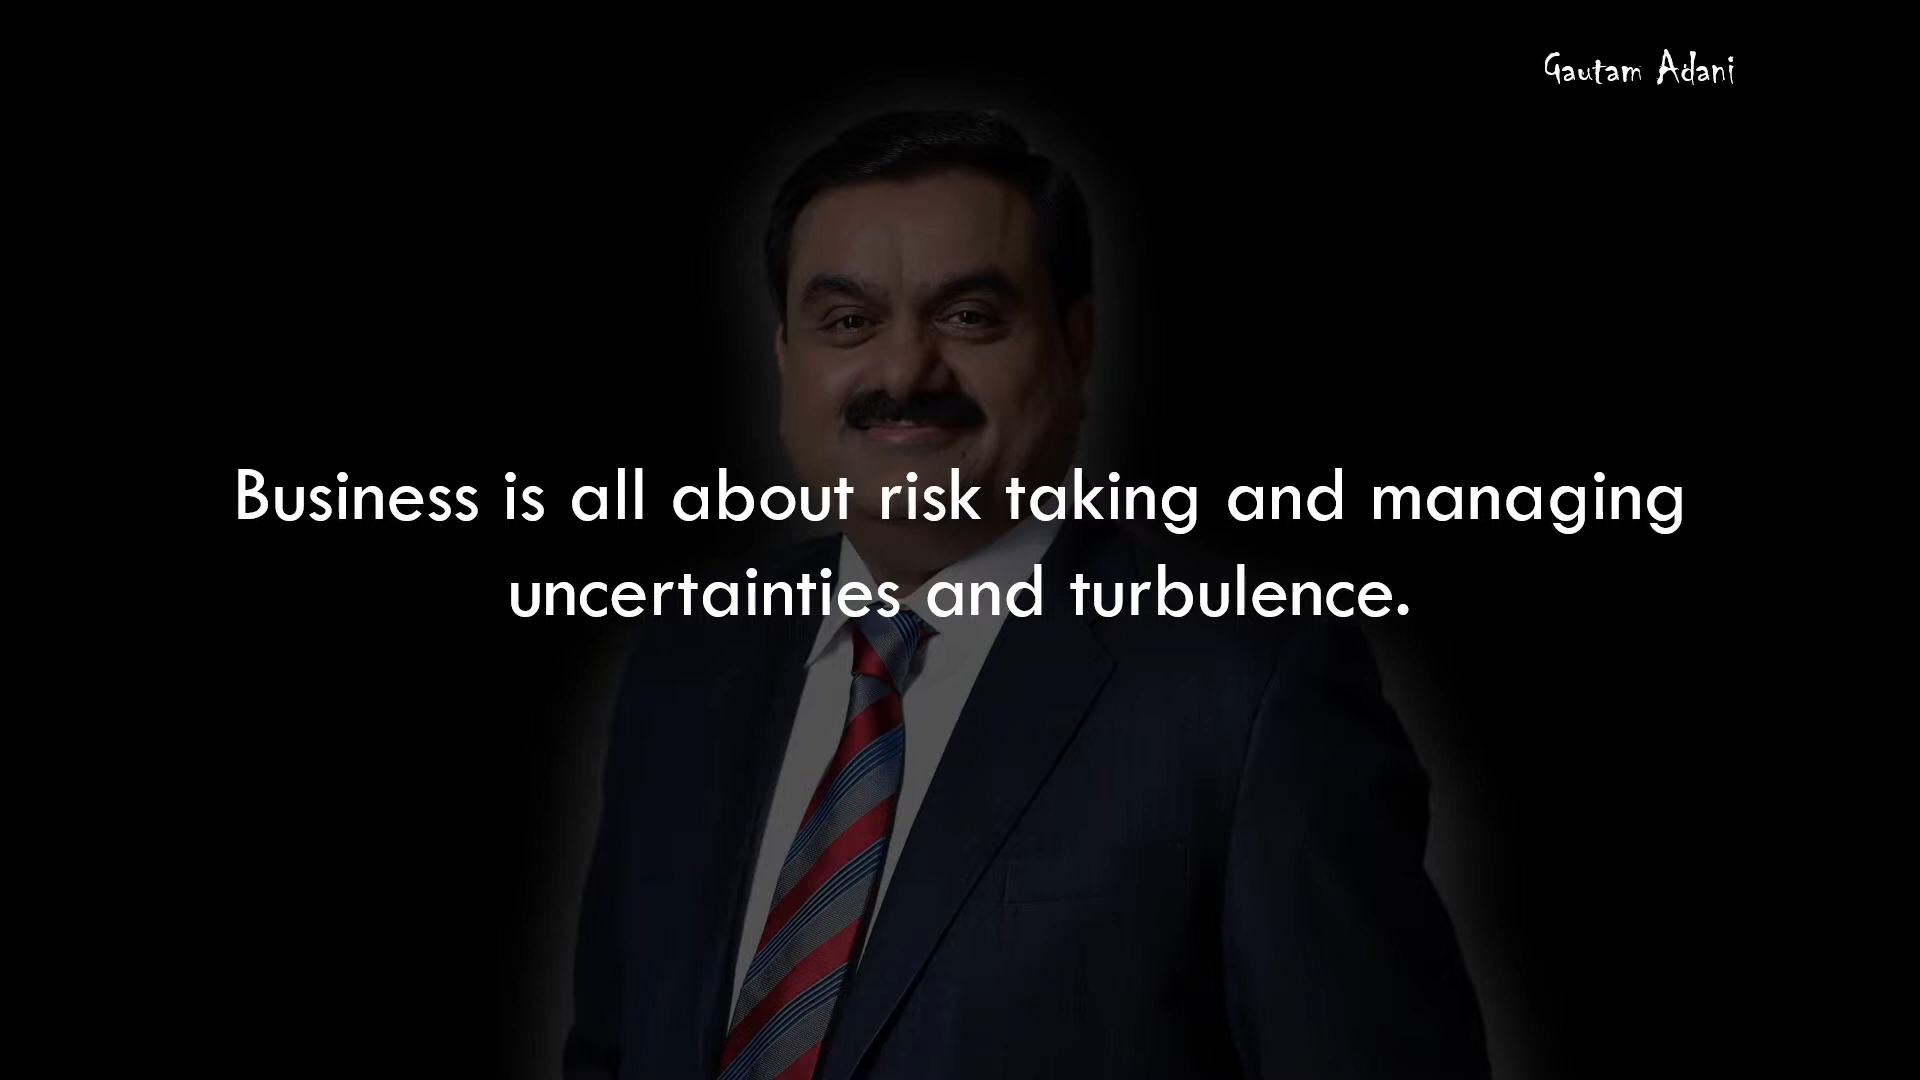 Gautam Adani
Business is all about risk taking and managing
uncertainties and turbulence.